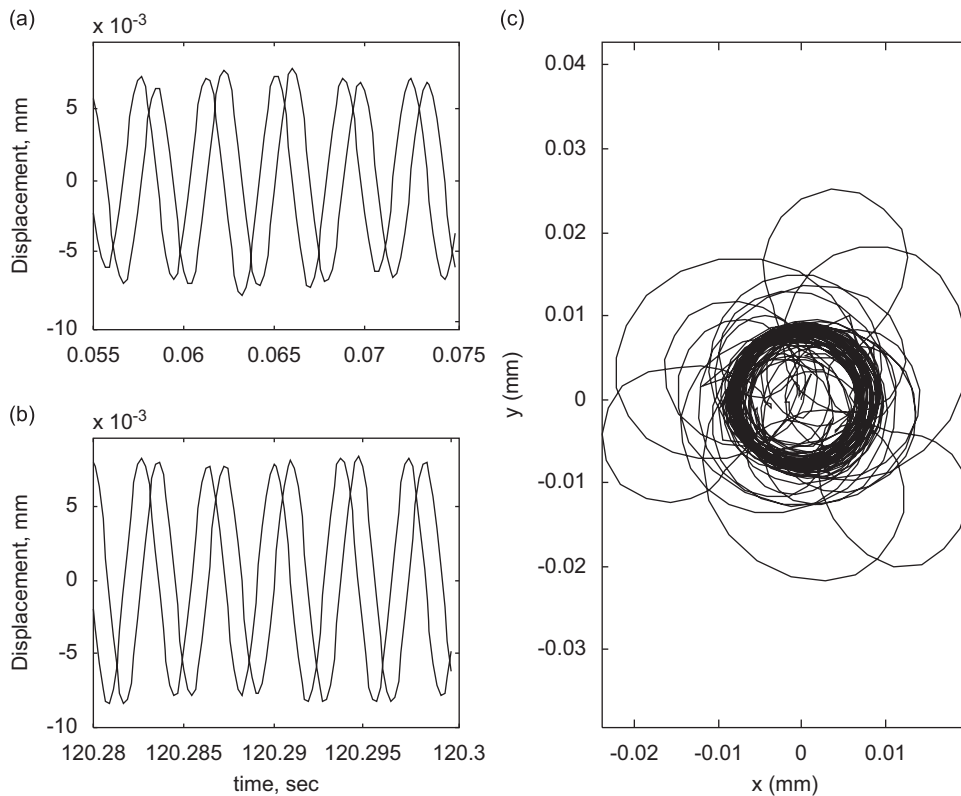 (a)
x 10-3
5
0
-5
-10
Displacement, mm
0.055 0.06 0.065 0.07 0.075
(b)
x 10-3
5
0
-5
-10
Displacement, mm
120.28 120.285 120.29 120.295 120.3
time, sec
(c)
0.04
0.03
0.02
0.01
0
-0.01
-0.02
-0.03
y (mm)
-0.02 -0.01 0 0.01
x (mm)